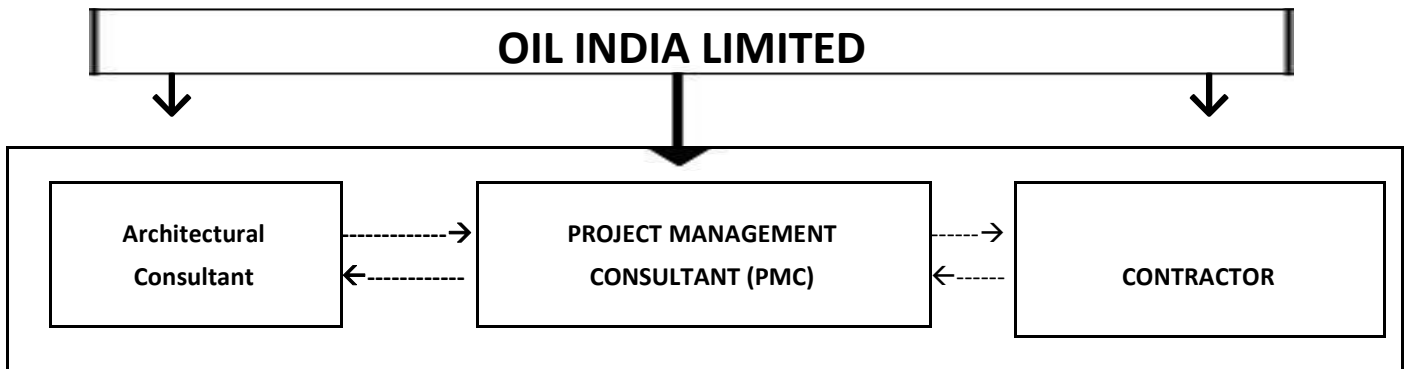 OIL INDIA LIMITED
Architectural
Consultant
PROJECT MANAGEMENT
CONSULTANT (PMC)
CONTRACTOR